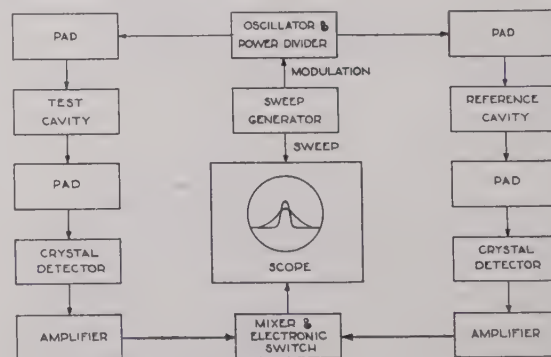 OSCILLATOR &
POWER DIVIDER
PAD
PAD
MODULATION
TEST
CAVITY
SWEEP
GENERATOR
REFERENCE
CAVITY
SWEEP
PAD
PAD
SCOPE
CRYSTAL
DETECTOR
CRYSTAL
DETECTOR
AMPLIFIER
MIXER &
ELECTRONIC
SWITCH
AMPLIFIER